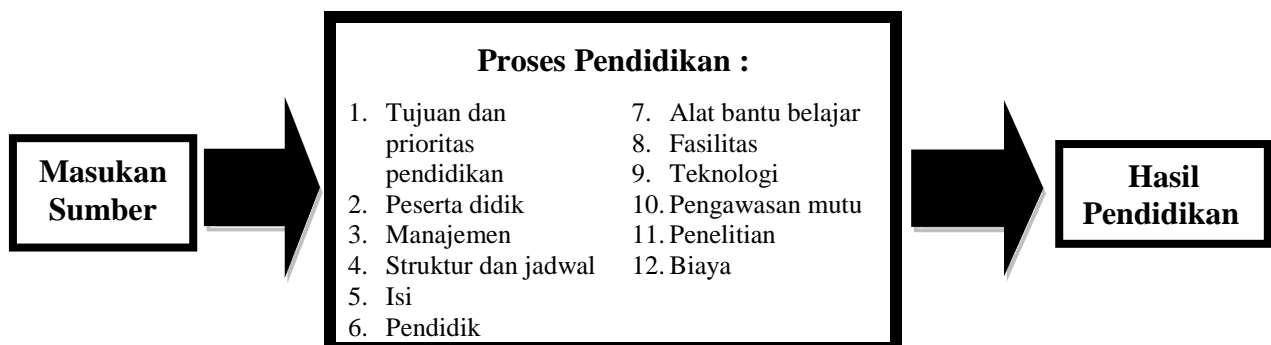 Masukan
Sumber
Proses Pendidikan :
1. Tujuan dan
prioritas
pendidikan
2. Peserta didik
3. Manajemen
4. Struktur dan jadwal
5. Isi
6. Pendidik
7. Alat bantu belajar
8. Fasilitas
9. Teknologi
10. Pengawasan mutu
11. Penelitian
12. Biaya
Hasil
Pendidikan